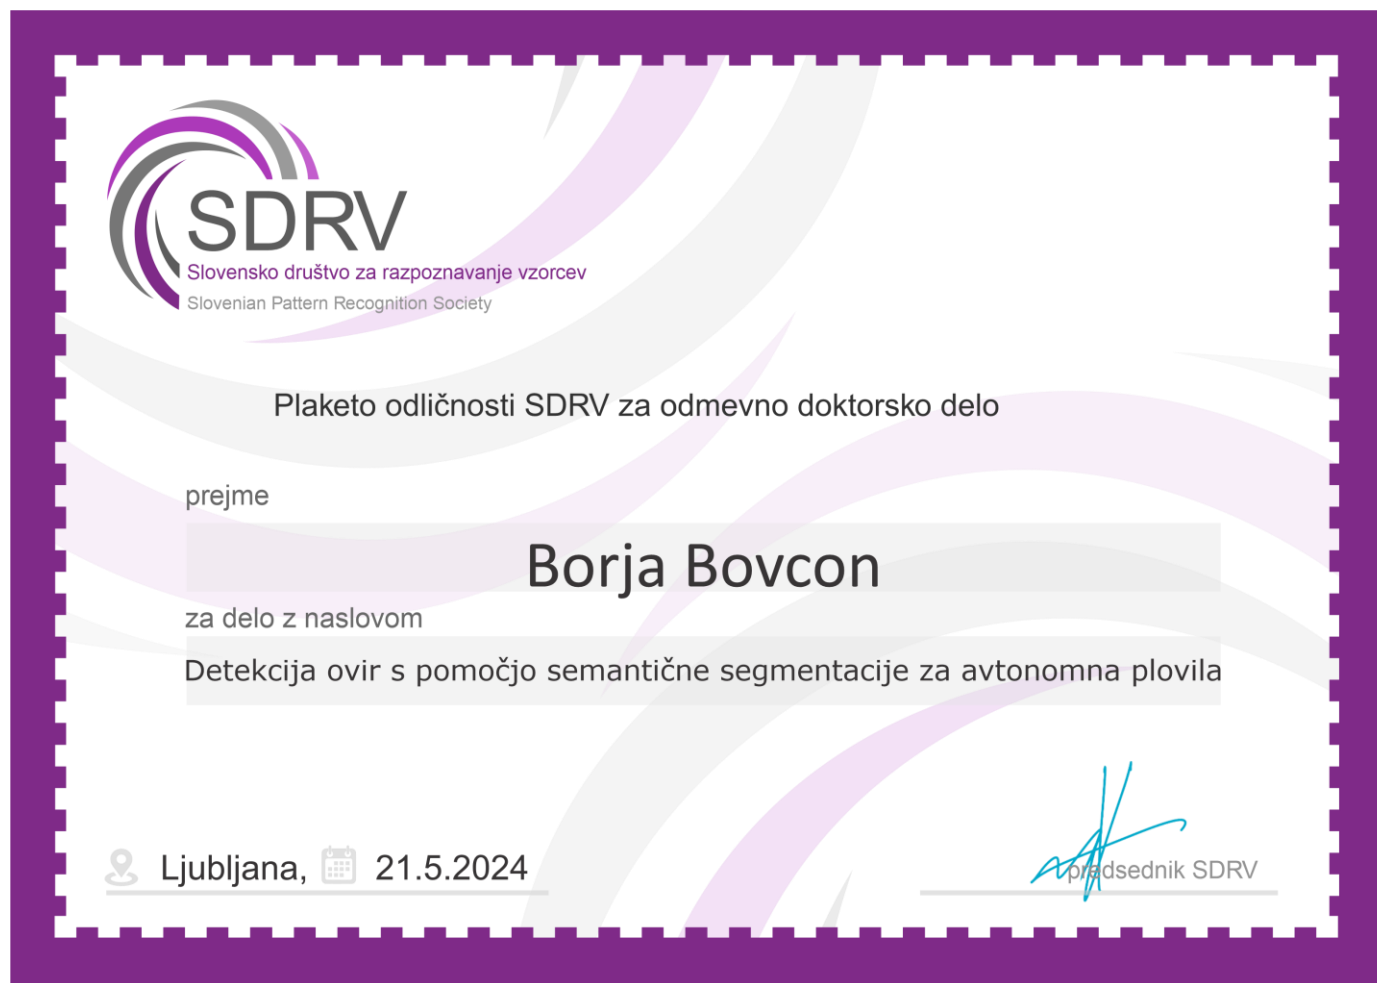 SDRV
Slovensko društvo za razpoznavanje vzorcev
Slovenian Pattern Recognition Society
Plaketo odličnosti SDRV za odmevno doktorsko delo
prejme
Borja Bovcon
za delo z naslovom
Detekcija ovir s pomočjo semantične segmentacije za avtonomna plovila
Ljubljana, 21.5.2024
predsednik SDRV